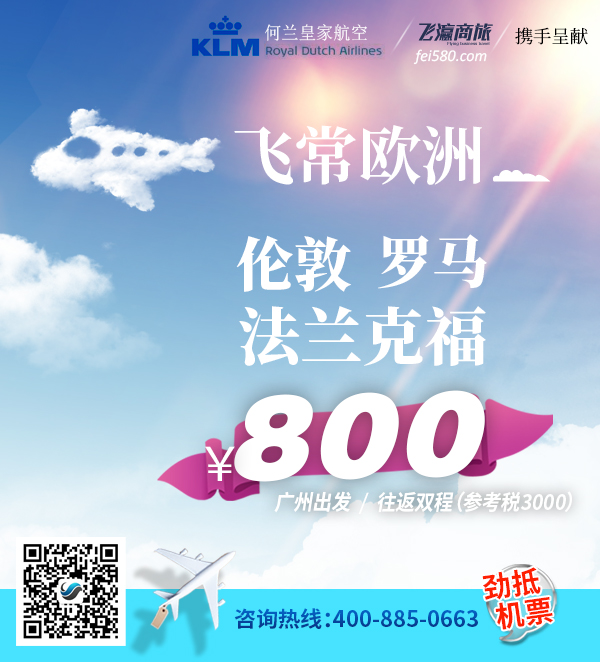 KLM 何兰皇家航空 飞瀛商旅 携手呈献
Royal Dutch Airlines Flying business travel
fei580.com
飞常欧洲
伦敦 罗马
法兰克福
¥800
广州出发 / 往返双程(参考税3000)
咨询热线:400-885-0663
劲抵
机票